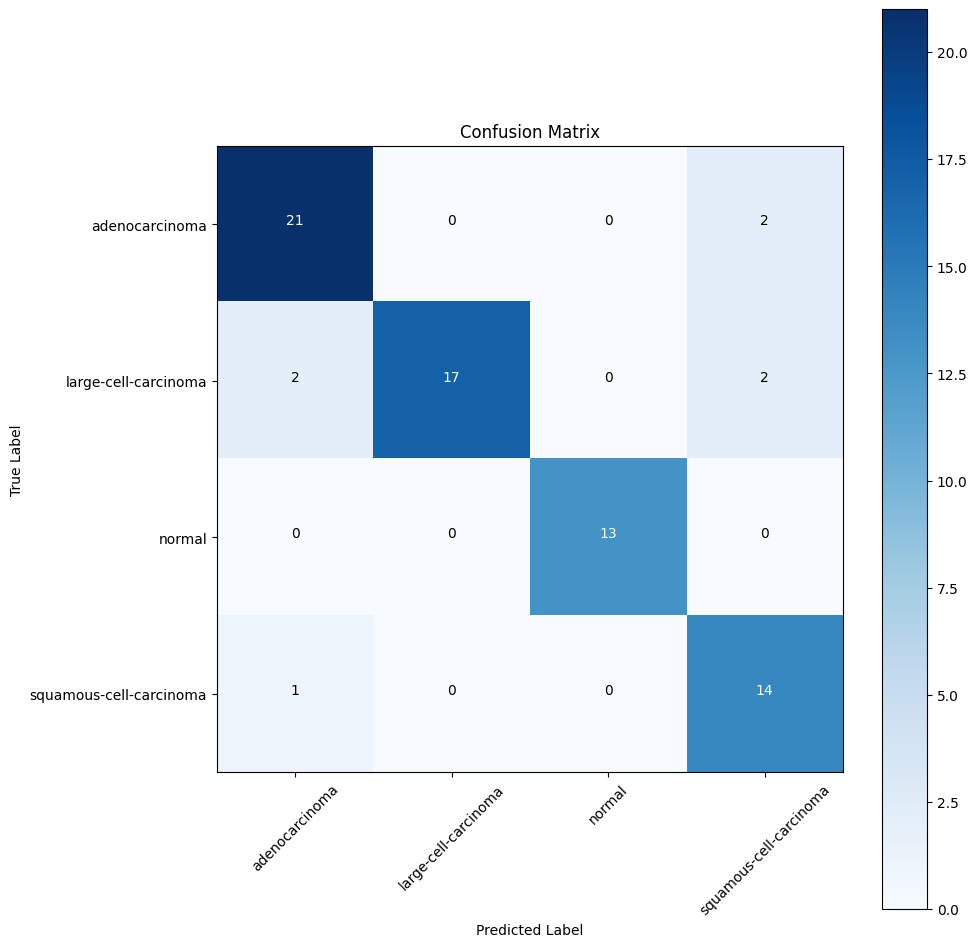 Confusion Matrix
True Label
adenocarcinoma 21 0 0 2
large-cell-carcinoma 2 17 0 2
normal 0 0 13 0
squamous-cell-carcinoma 1 0 0 14
adenocarcinoma large-cell-carcinoma normal squamous-cell-carcinoma
Predicted Label
20.0
17.5
15.0
12.5
10.0
7.5
5.0
2.5
0.0